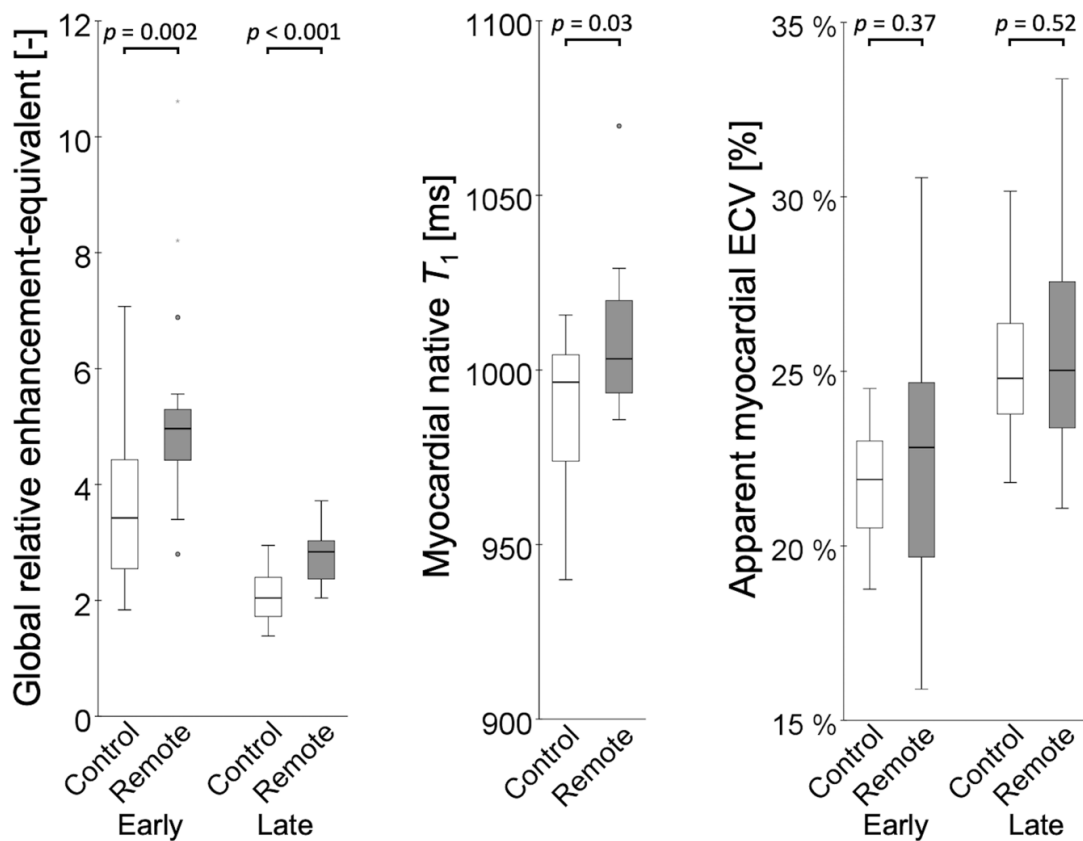 Global relative enhancement-equivalent [-]
12
10
8
6
4
2
0
p = 0.002
p < 0.001
Control
Remote
Control
Remote
Early
Late
Myocardial native T₁ [ms]
1100
1050
1000
950
900
p = 0.03
Control
Remote
Apparent myocardial ECV [%]
35 %
30 %
25 %
20 %
15 %
p = 0.37
p = 0.52
Control
Remote
Control
Remote
Early
Late